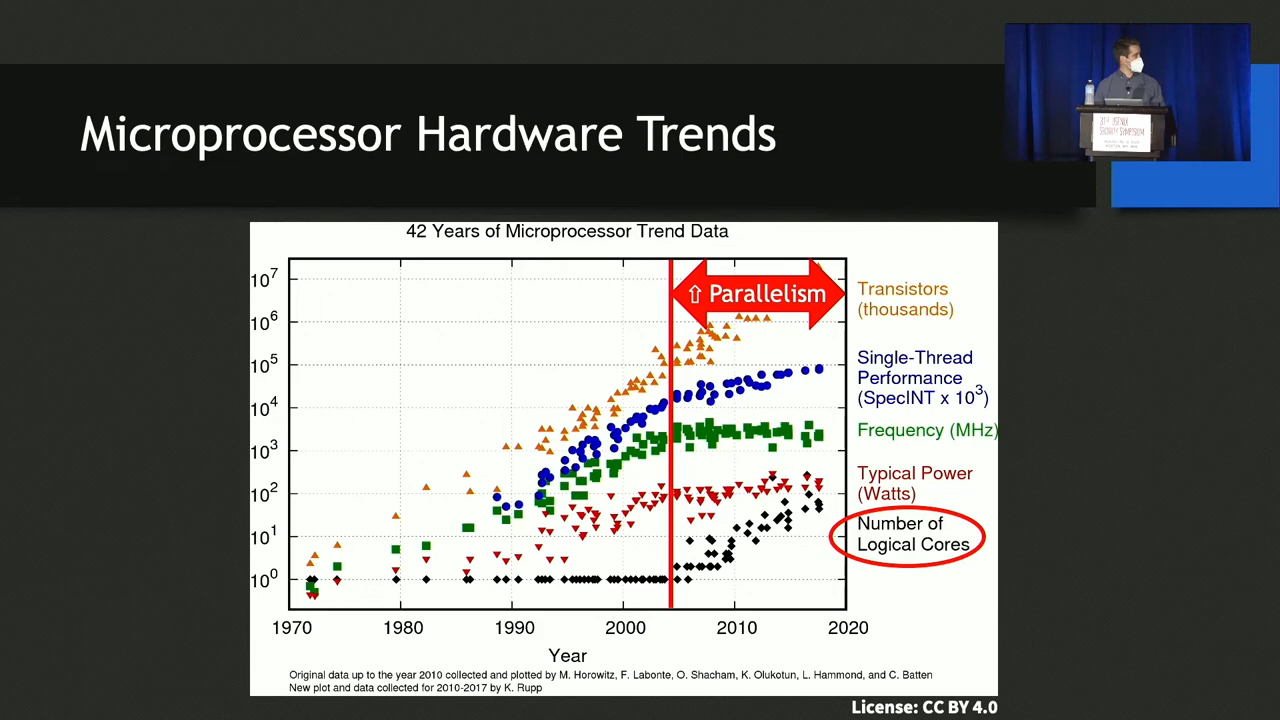 Microprocessor Hardware Trends
42 Years of Microprocessor Trend Data
⇧ Parallelism
10^7
10^6
10^5
10^4
10^3
10^2
10^1
10^0
Transistors
(thousands)
Single-Thread
Performance
(SpecINT x 10^3)
Frequency (MHz)
Typical Power
(Watts)
Number of
Logical Cores
1970 1980 1990 2000 2010 2020
Year
Original data up to the year 2010 collected and plotted by M. Horowitz, F. Labonte, O. Shacham, K. Olukotun, L. Hammond, and C. Batten
New plot and data collected for 2010-2017 by K. Rupp
License: CC BY 4.0
31ST USENIX
SECURITY SYMPOSIUM